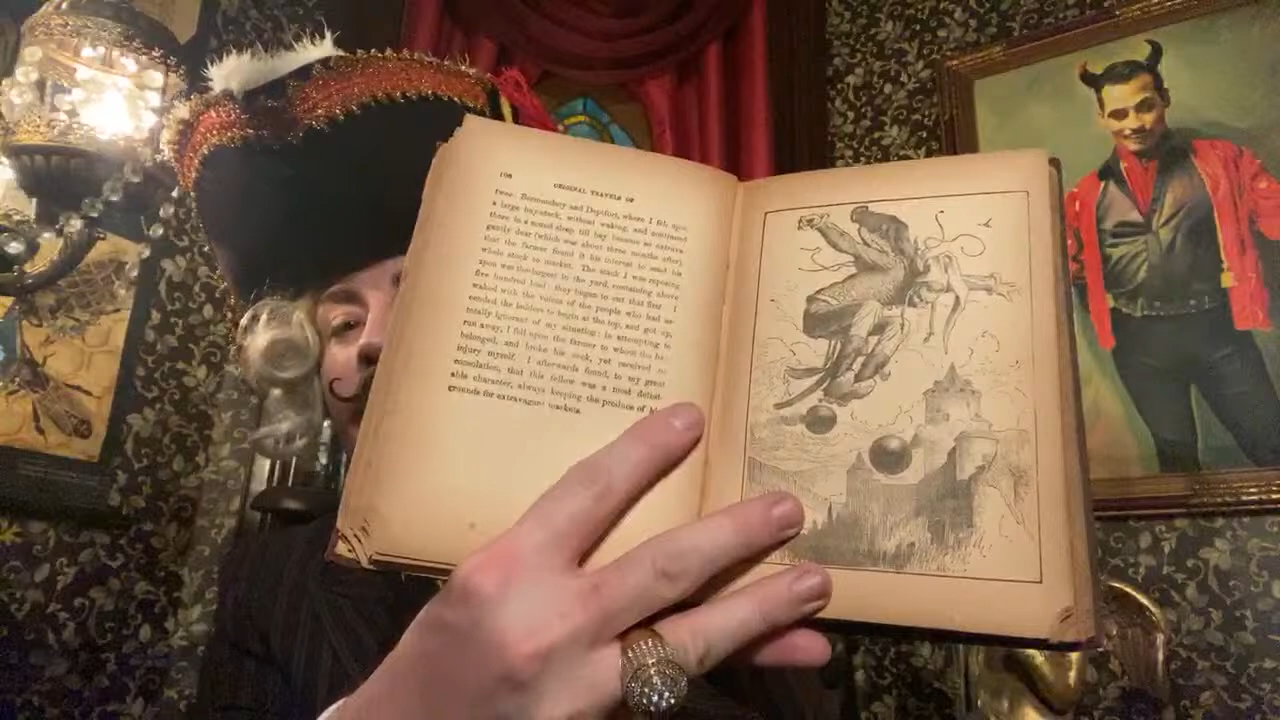 108 ORIGINAL TRAVELS OF
tween Bermondsey and Deptfort, where I fell upon
a large haystack, without waking, and continued
there in a sound sleep till hay became so extrava-
gantly dear (which was about three months after)
that the farmer found it his interest to send his
whole stock to market. The stack I was reposing
upon was the largest in the yard, containing above
five hundred load; they began to cut that first. I
waked with the voices of the people who had as-
cended the ladders to begin at the top, and got up,
totally ignorant of my situation: in attempting to
run away, I fell upon the farmer to whom the hay
belonged, and broke his neck, yet received no
injury myself. I afterwards found, to my great
consolation, that this fellow was a most detest-
able character, always keeping the produce of his
grounds for extravagant markets.